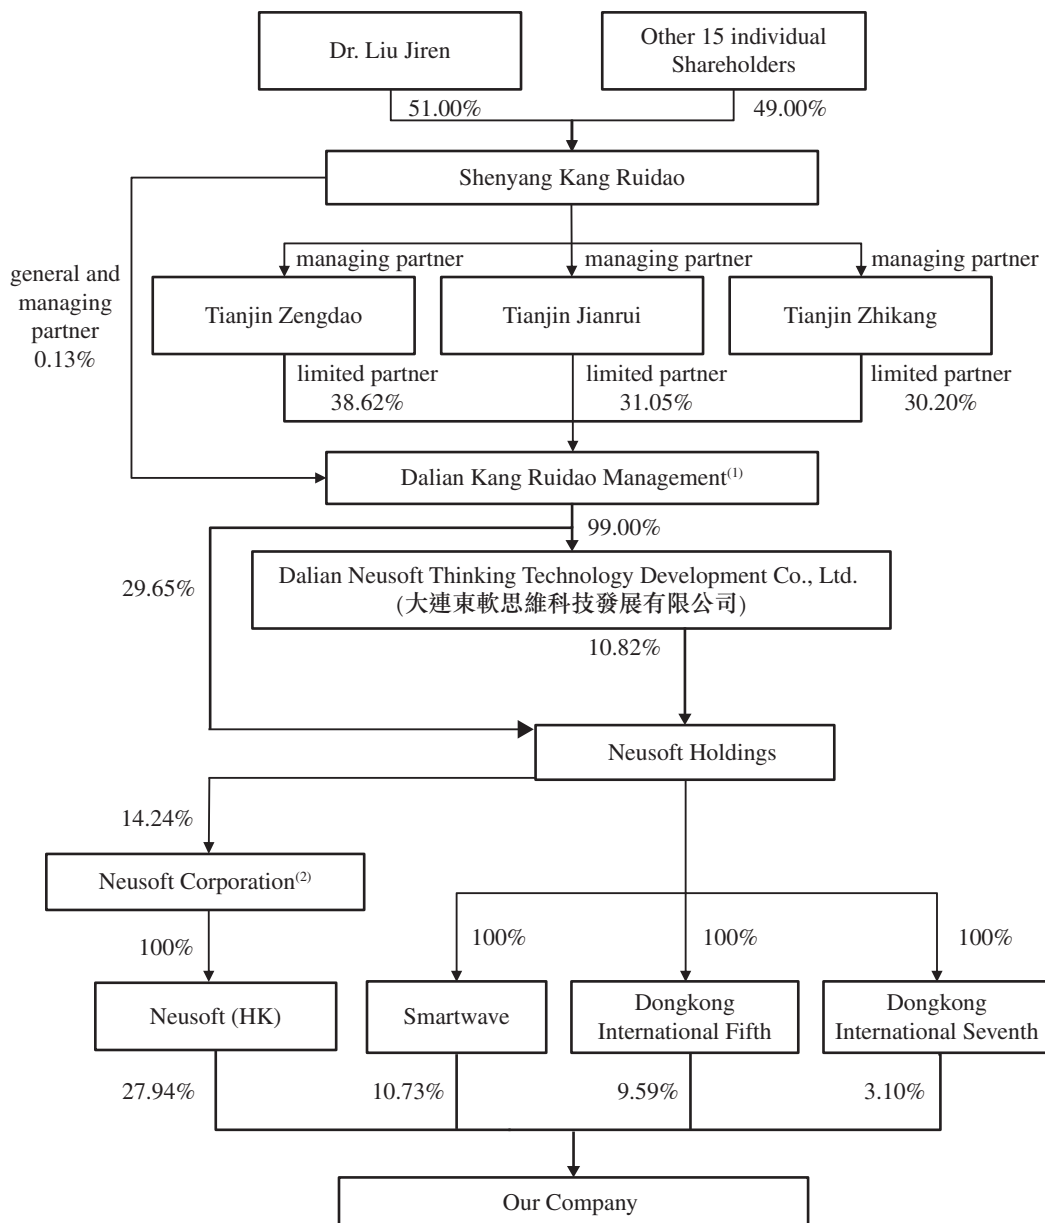 Dr. Liu Jiren
Other 15 individual
Shareholders
51.00%
49.00%
Shenyang Kang Ruidao
general and
managing
partner
0.13%
managing partner
managing partner
managing partner
Tianjin Zengdao
Tianjin Jianrui
Tianjin Zhikang
limited partner
38.62%
limited partner
31.05%
limited partner
30.20%
Dalian Kang Ruidao Management(1)
99.00%
29.65%
Dalian Neusoft Thinking Technology Development Co., Ltd.
(大連東軟思維科技發展有限公司)
10.82%
Neusoft Holdings
14.24%
Neusoft Corporation(2)
100%
100%
100%
100%
Neusoft (HK)
Smartwave
Dongkong
International Fifth
Dongkong
International Seventh
27.94%
10.73%
9.59%
3.10%
Our Company